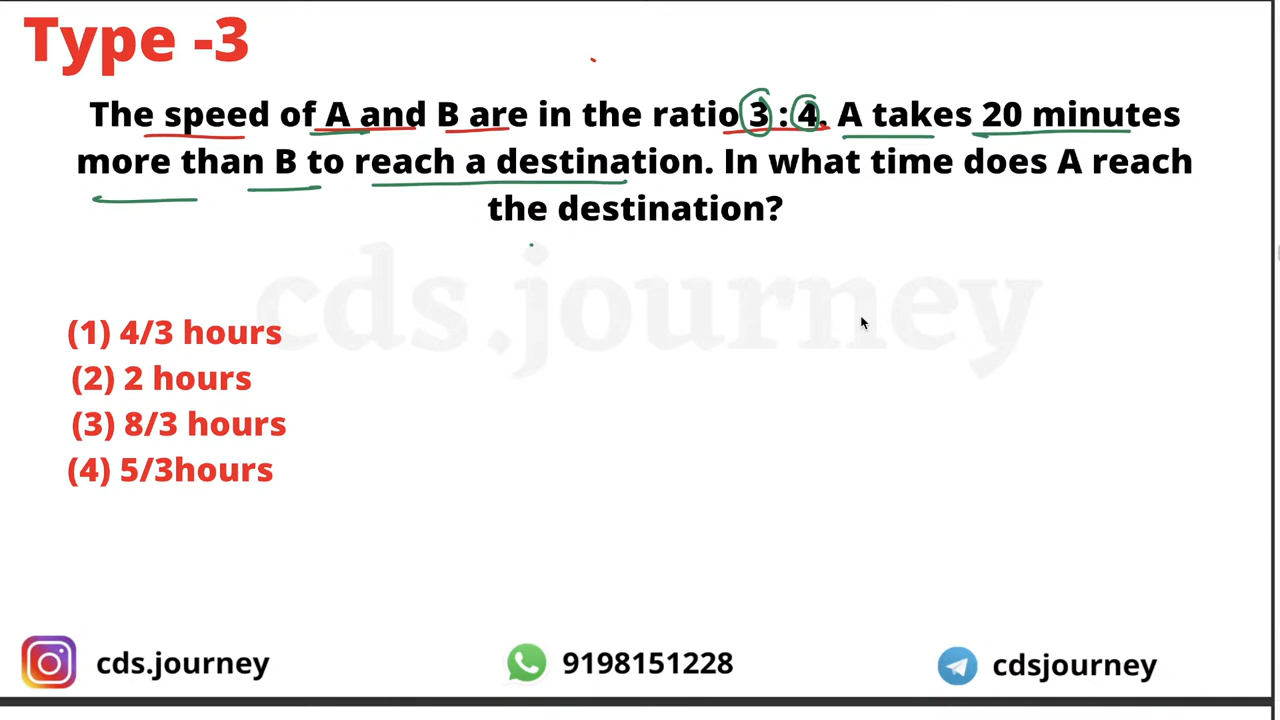 Type -3
The speed of A and B are in the ratio 3 : 4. A takes 20 minutes
more than B to reach a destination. In what time does A reach
the destination?
cds.journey
(1) 4/3 hours
(2) 2 hours
(3) 8/3 hours
(4) 5/3hours
cds.journey
9198151228
cdsjourney